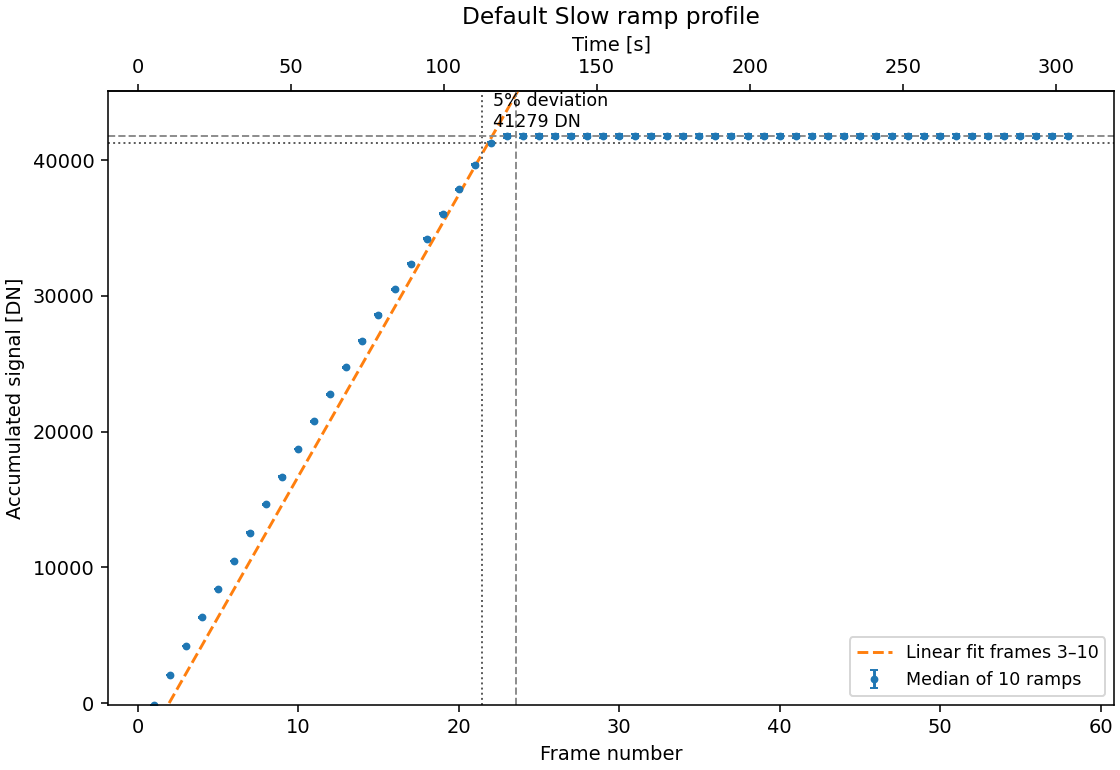 Default Slow ramp profile
Time [s]
0 50 100 150 200 250 300
5% deviation
41279 DN
40000
30000
20000
10000
0
Accumulated signal [DN]
Linear fit frames 3–10
Median of 10 ramps
0 10 20 30 40 50 60
Frame number